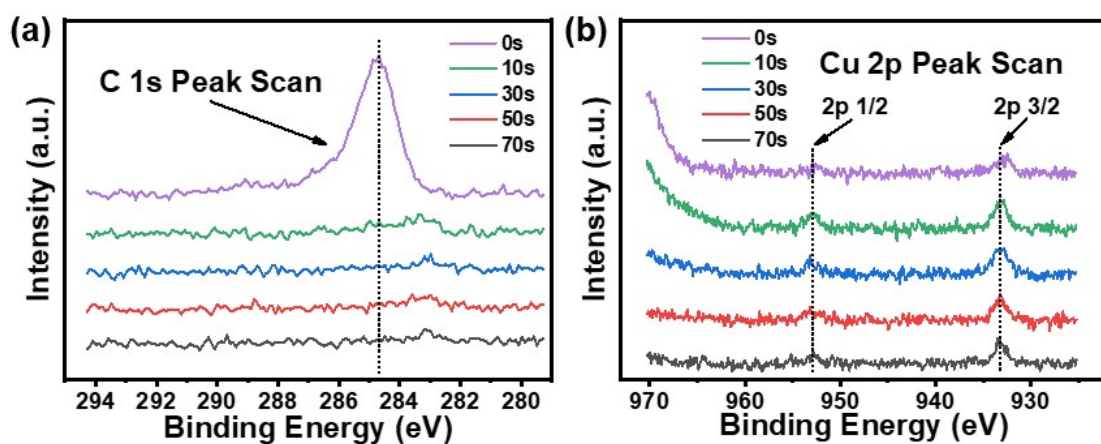 (a)
C 1s Peak Scan
0s
10s
30s
50s
70s
Intensity (a.u.)
294 292 290 288 286 284 282 280
Binding Energy (eV)
(b)
0s
10s
30s
50s
70s
Cu 2p Peak Scan
2p 1/2
2p 3/2
Intensity (a.u.)
970 960 950 940 930
Binding Energy (eV)